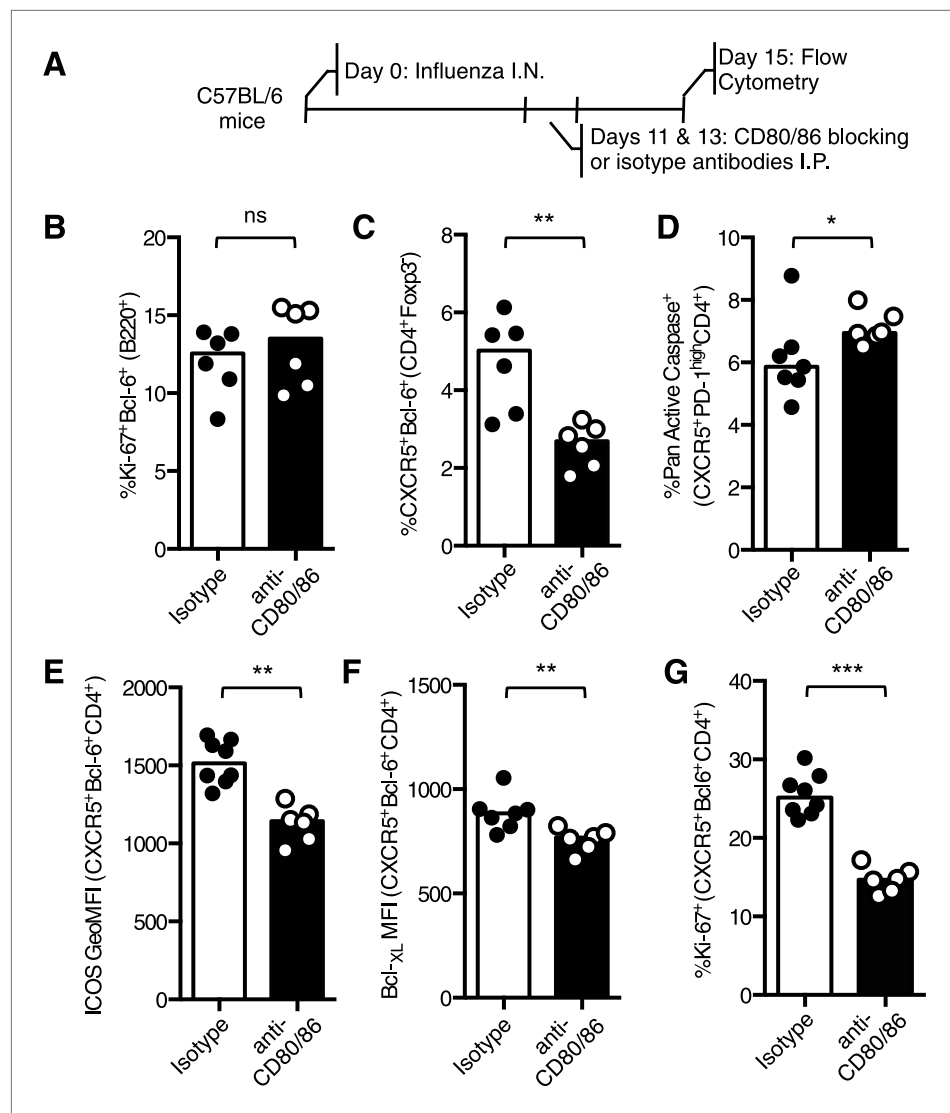 A
Day 0: Influenza I.N.
Day 15: Flow
Cytometry
C57BL/6
mice
Days 11 & 13: CD80/86 blocking
or isotype antibodies I.P.
B
ns
%Ki-67⁺Bcl-6⁺ (B220⁺)
20
15
10
5
0
Isotype
anti-
CD80/86
C
**
%CXCR5⁺Bcl-6⁺ (CD4⁺Foxp3⁻)
8
6
4
2
0
Isotype
anti-
CD80/86
D
*
%Pan Active Caspase⁺
(CXCR5⁺PD-1ʰⁱᵍʰCD4⁺)
10
8
6
4
2
0
Isotype
anti-
CD80/86
E
**
ICOS GeoMFI (CXCR5⁺Bcl-6⁺CD4⁺)
2000
1500
1000
500
0
Isotype
anti-
CD80/86
F
**
Bcl-XL MFI (CXCR5⁺Bcl-6⁺CD4⁺)
1500
1000
500
0
Isotype
anti-
CD80/86
G
***
%Ki-67⁺(CXCR5⁺Bcl6⁺CD4⁺)
40
30
20
10
0
Isotype
anti-
CD80/86